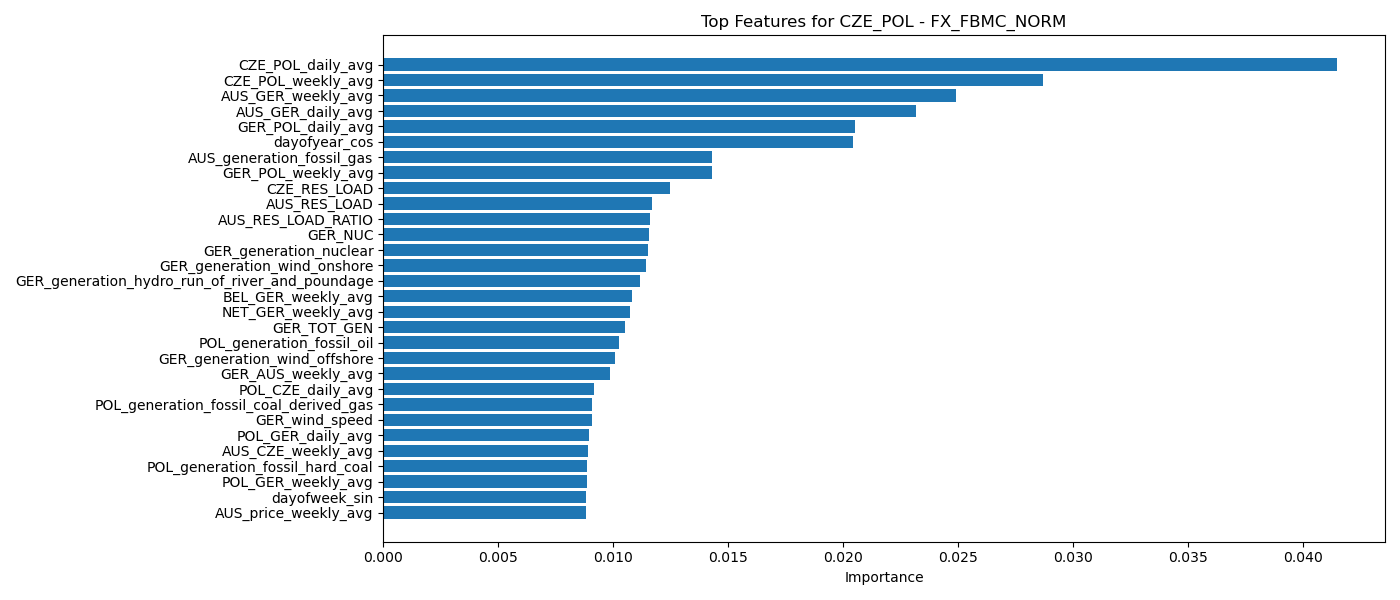 Top Features for CZE_POL - FX_FBMC_NORM
CZE_POL_daily_avg
CZE_POL_weekly_avg
AUS_GER_weekly_avg
AUS_GER_daily_avg
GER_POL_daily_avg
dayofyear_cos
AUS_generation_fossil_gas
GER_POL_weekly_avg
CZE_RES_LOAD
AUS_RES_LOAD
AUS_RES_LOAD_RATIO
GER_NUC
GER_generation_nuclear
GER_generation_wind_onshore
GER_generation_hydro_run_of_river_and_poundage
BEL_GER_weekly_avg
NET_GER_weekly_avg
GER_TOT_GEN
POL_generation_fossil_oil
GER_generation_wind_offshore
GER_AUS_weekly_avg
POL_CZE_daily_avg
POL_generation_fossil_coal_derived_gas
GER_wind_speed
POL_GER_daily_avg
AUS_CZE_weekly_avg
POL_generation_fossil_hard_coal
POL_GER_weekly_avg
dayofweek_sin
AUS_price_weekly_avg
0.000 0.005 0.010 0.015 0.020 0.025 0.030 0.035 0.040
Importance